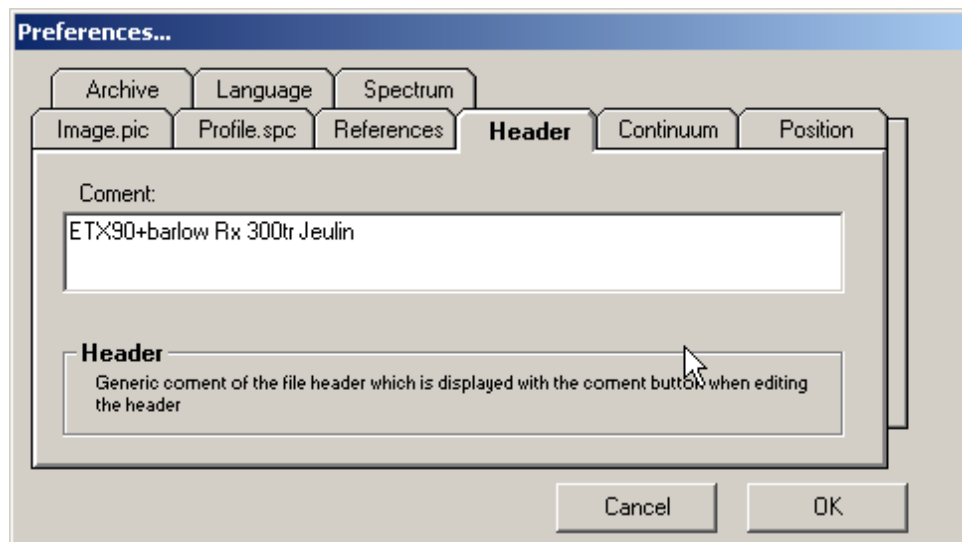 Preferences...
Archive Language Spectrum
Image.pic Profile.spc References Header Continuum Position
Coment:
ETX90+barlow Rx 300tr Jeulin
Header
Generic coment of the file header which is displayed with the coment button when editing
the header
Cancel OK